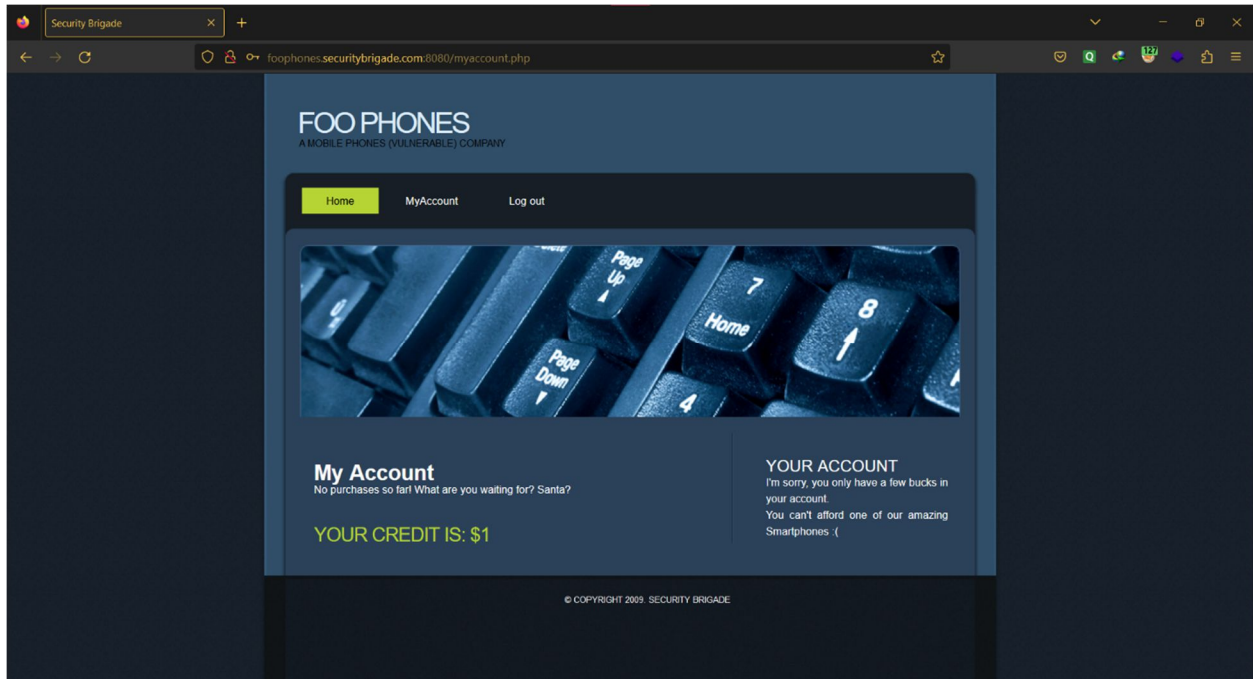 Security Brigade
foophones.securitybrigade.com:8080/myaccount.php
Q
127
FOO PHONES
A MOBILE PHONES (VULNERABLE) COMPANY
Home MyAccount Log out
Page Up
7 Home
8
Page Down
4
My Account
No purchases so far! What are you waiting for? Santa?
YOUR CREDIT IS: $1
YOUR ACCOUNT
I'm sorry, you only have a few bucks in
your account.
You can't afford one of our amazing
Smartphones :(
© COPYRIGHT 2009. SECURITY BRIGADE